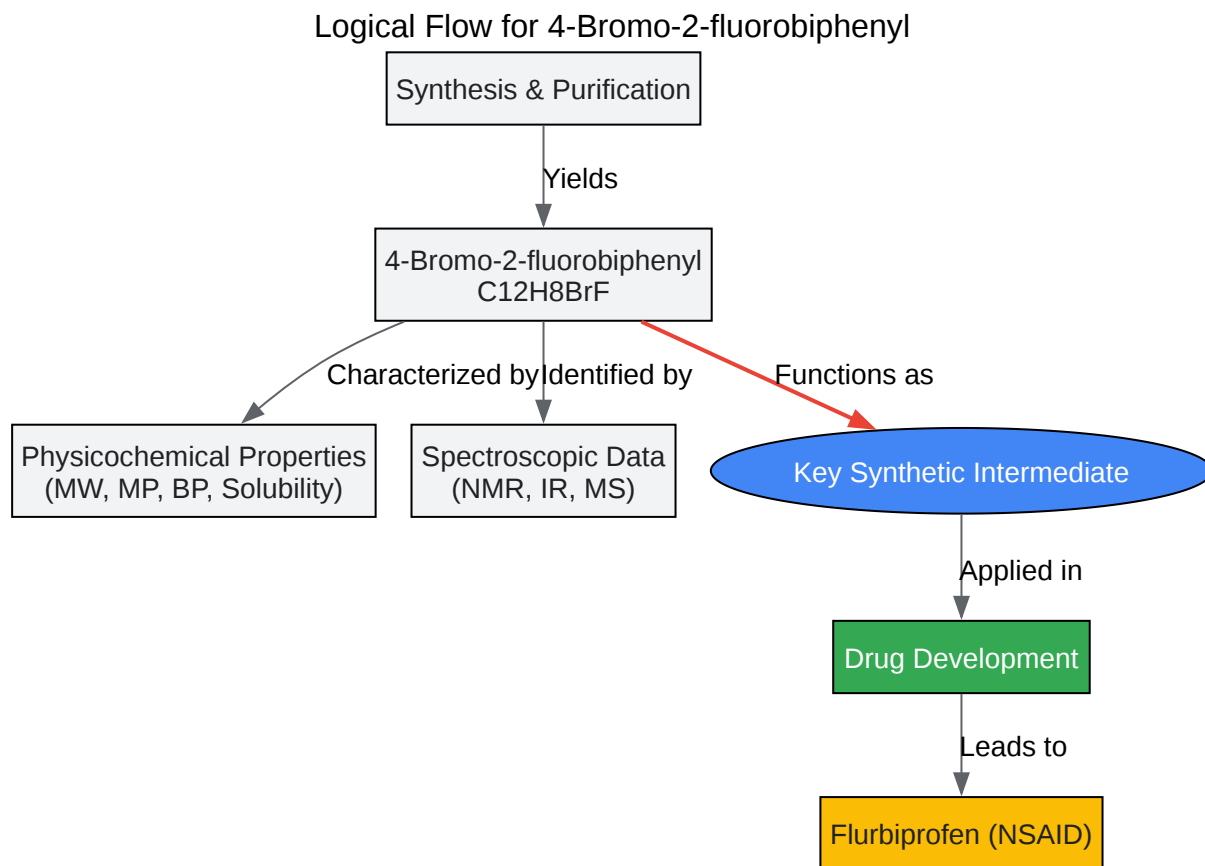 Logical Flow for 4-Bromo-2-fluorobiphenyl
Synthesis & Purification
Yields
4-Bromo-2-fluorobiphenyl
C12H8BrF
Characterized by
Identified by
Functions as
Physicochemical Properties
(MW, MP, BP, Solubility)
Spectroscopic Data
(NMR, IR, MS)
Key Synthetic Intermediate
Applied in
Drug Development
Leads to
Flurbiprofen (NSAID)